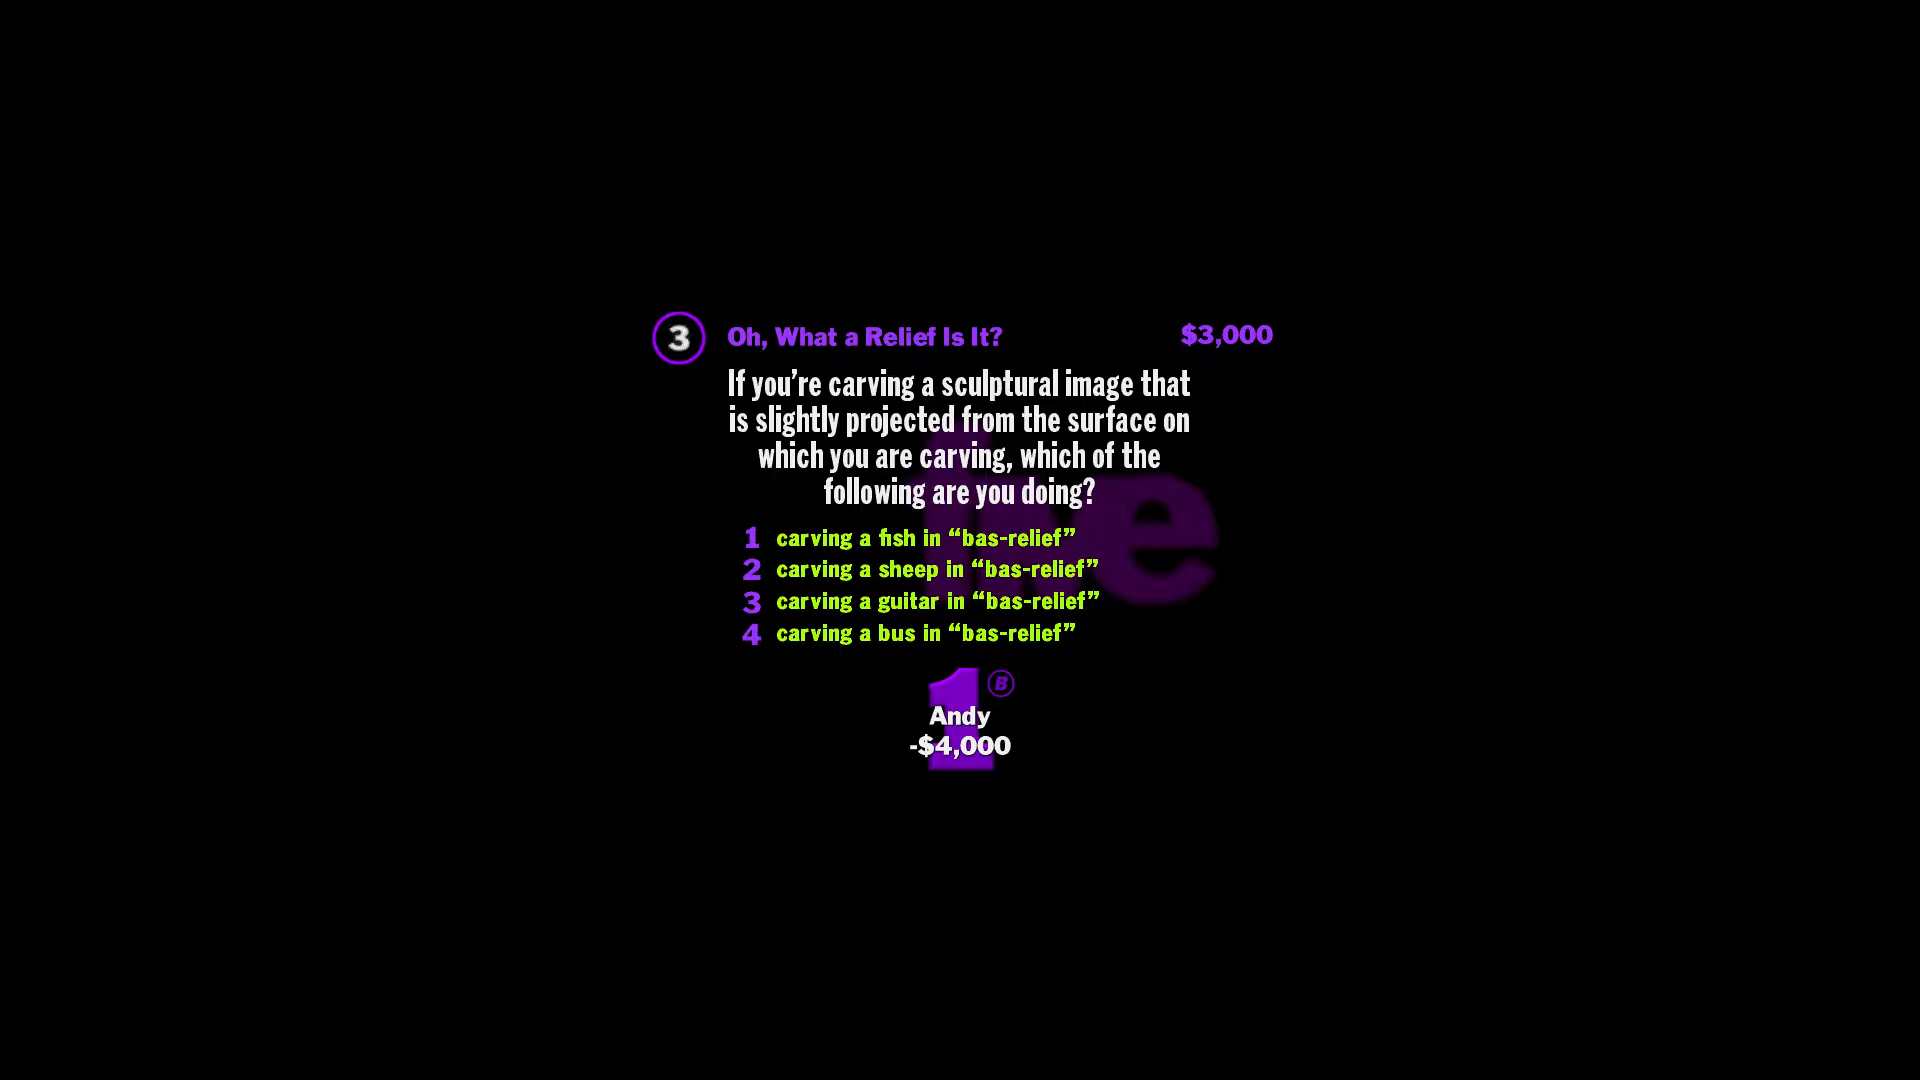 3 Oh, What a Relief Is It? $3,000
If you're carving a sculptural image that
is slightly projected from the surface on
which you are carving, which of the
following are you doing?
1 carving a fish in “bas-relief”
2 carving a sheep in “bas-relief”
3 carving a guitar in “bas-relief”
4 carving a bus in “bas-relief”
1 B
Andy
-$4,000